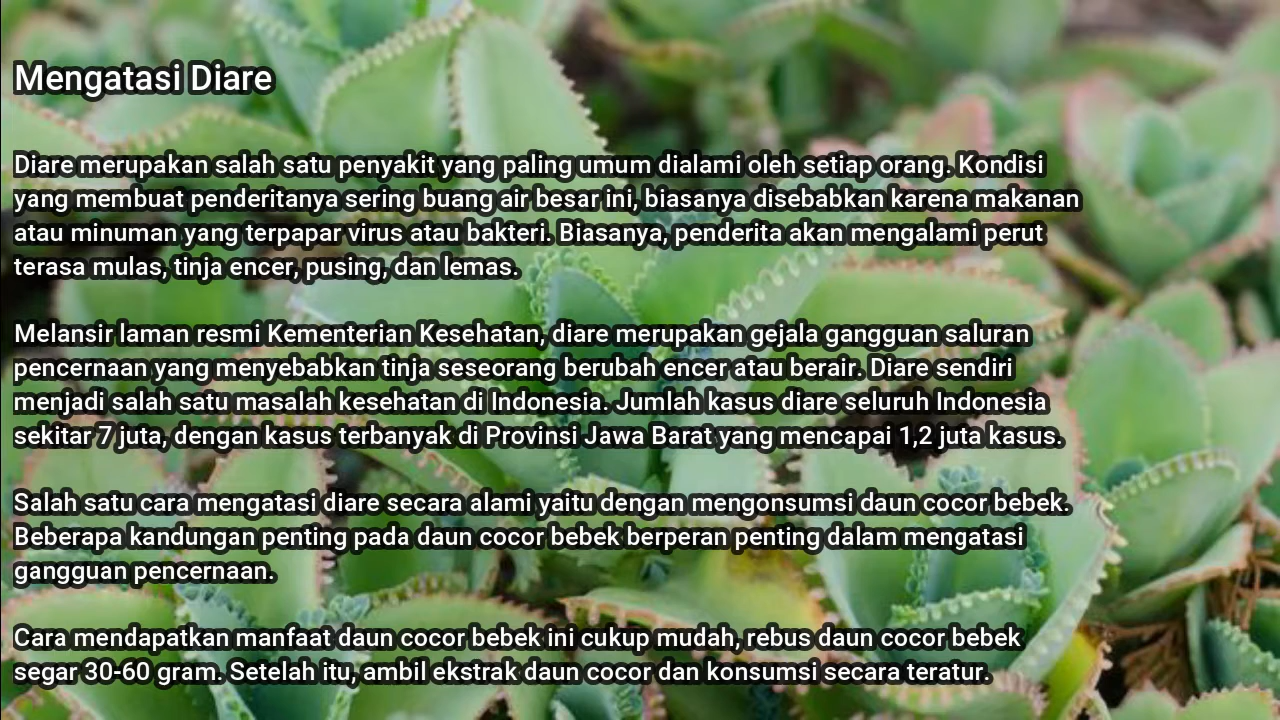 Mengatasi Diare
Diare merupakan salah satu penyakit yang paling umum dialami oleh setiap orang. Kondisi
yang membuat penderitanya sering buang air besar ini, biasanya disebabkan karena makanan
atau minuman yang terpapar virus atau bakteri. Biasanya, penderita akan mengalami perut
terasa mulas, tinja encer, pusing, dan lemas.
Melansir laman resmi Kementerian Kesehatan, diare merupakan gejala gangguan saluran
pencernaan yang menyebabkan tinja seseorang berubah encer atau berair. Diare sendiri
menjadi salah satu masalah kesehatan di Indonesia. Jumlah kasus diare seluruh Indonesia
sekitar 7 juta, dengan kasus terbanyak di Provinsi Jawa Barat yang mencapai 1,2 juta kasus.
Salah satu cara mengatasi diare secara alami yaitu dengan mengonsumsi daun cocor bebek.
Beberapa kandungan penting pada daun cocor bebek berperan penting dalam mengatasi
gangguan pencernaan.
Cara mendapatkan manfaat daun cocor bebek ini cukup mudah, rebus daun cocor bebek
segar 30-60 gram. Setelah itu, ambil ekstrak daun cocor dan konsumsi secara teratur.